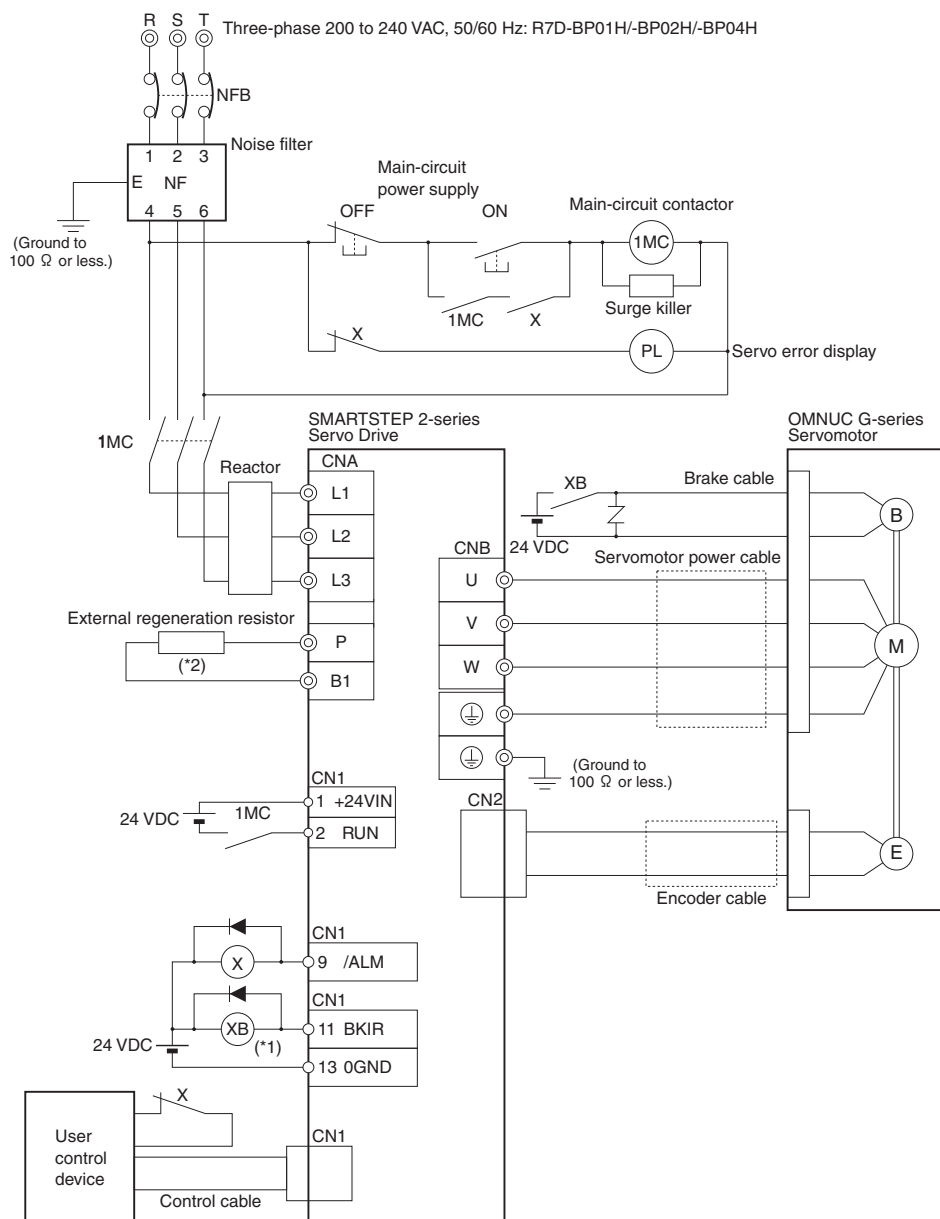 R S T
Three-phase 200 to 240 VAC, 50/60 Hz: R7D-BP01H/-BP02H/-BP04H
NFB
Noise filter
1 2 3
E NF
4 5 6
(Ground to
100 Ω or less.)
Main-circuit
power supply
OFF
ON
Main-circuit contactor
1MC
Surge killer
1MC
X
X
PL
Servo error display
1MC
Reactor
SMARTSTEP 2-series
Servo Drive
CNA
L1
L2
L3
External regeneration resistor
(*2)
P
B1
OMNUC G-series
Servomotor
XB
Brake cable
24 VDC
B
CNB
Servomotor power cable
U
V
W
M
(Ground to
100 Ω or less.)
CN1
24 VDC
1MC
1 +24VIN
2 RUN
CN2
E
Encoder cable
CN1
X
9 /ALM
CN1
XB
(*1)
11 BKIR
24 VDC
13 0GND
X
User
control
device
CN1
Control cable